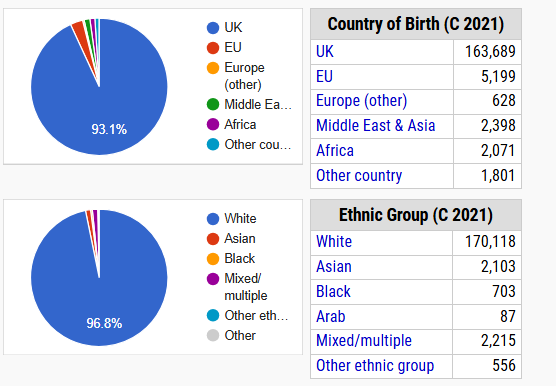 93.1%
UK
EU
Europe
(other)
Middle Ea...
Africa
Other cou...
Country of Birth (C 2021)
UK 163,689
EU 5,199
Europe (other) 628
Middle East & Asia 2,398
Africa 2,071
Other country 1,801
96.8%
White
Asian
Black
Mixed/
multiple
Other eth...
Other
Ethnic Group (C 2021)
White 170,118
Asian 2,103
Black 703
Arab 87
Mixed/multiple 2,215
Other ethnic group 556